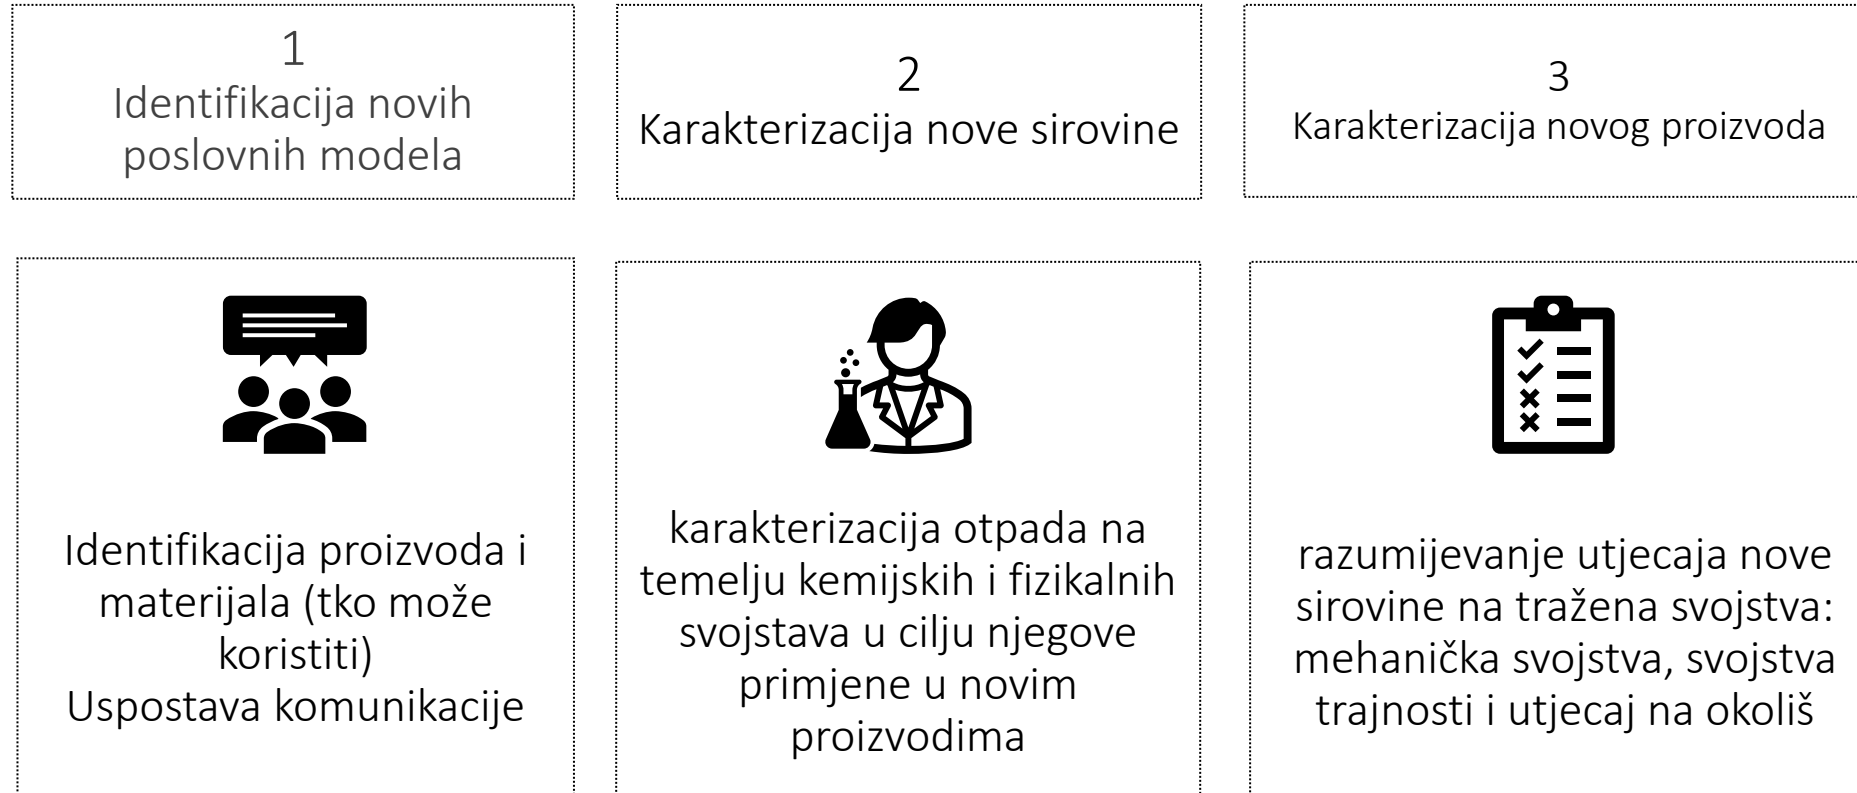 1
Identifikacija novih
poslovnih modela
2
Karakterizacija nove sirovine
3
Karakterizacija novog proizvoda
Identifikacija proizvoda i
materijala (tko može
koristiti)
Uspostava komunikacije
karakterizacija otpada na
temelju kemijskih i fizikalnih
svojstava u cilju njegove
primjene u novim
proizvodima
razumijevanje utjecaja nove
sirovine na tražena svojstva:
mehanička svojstva, svojstva
trajnosti i utjecaj na okoliš